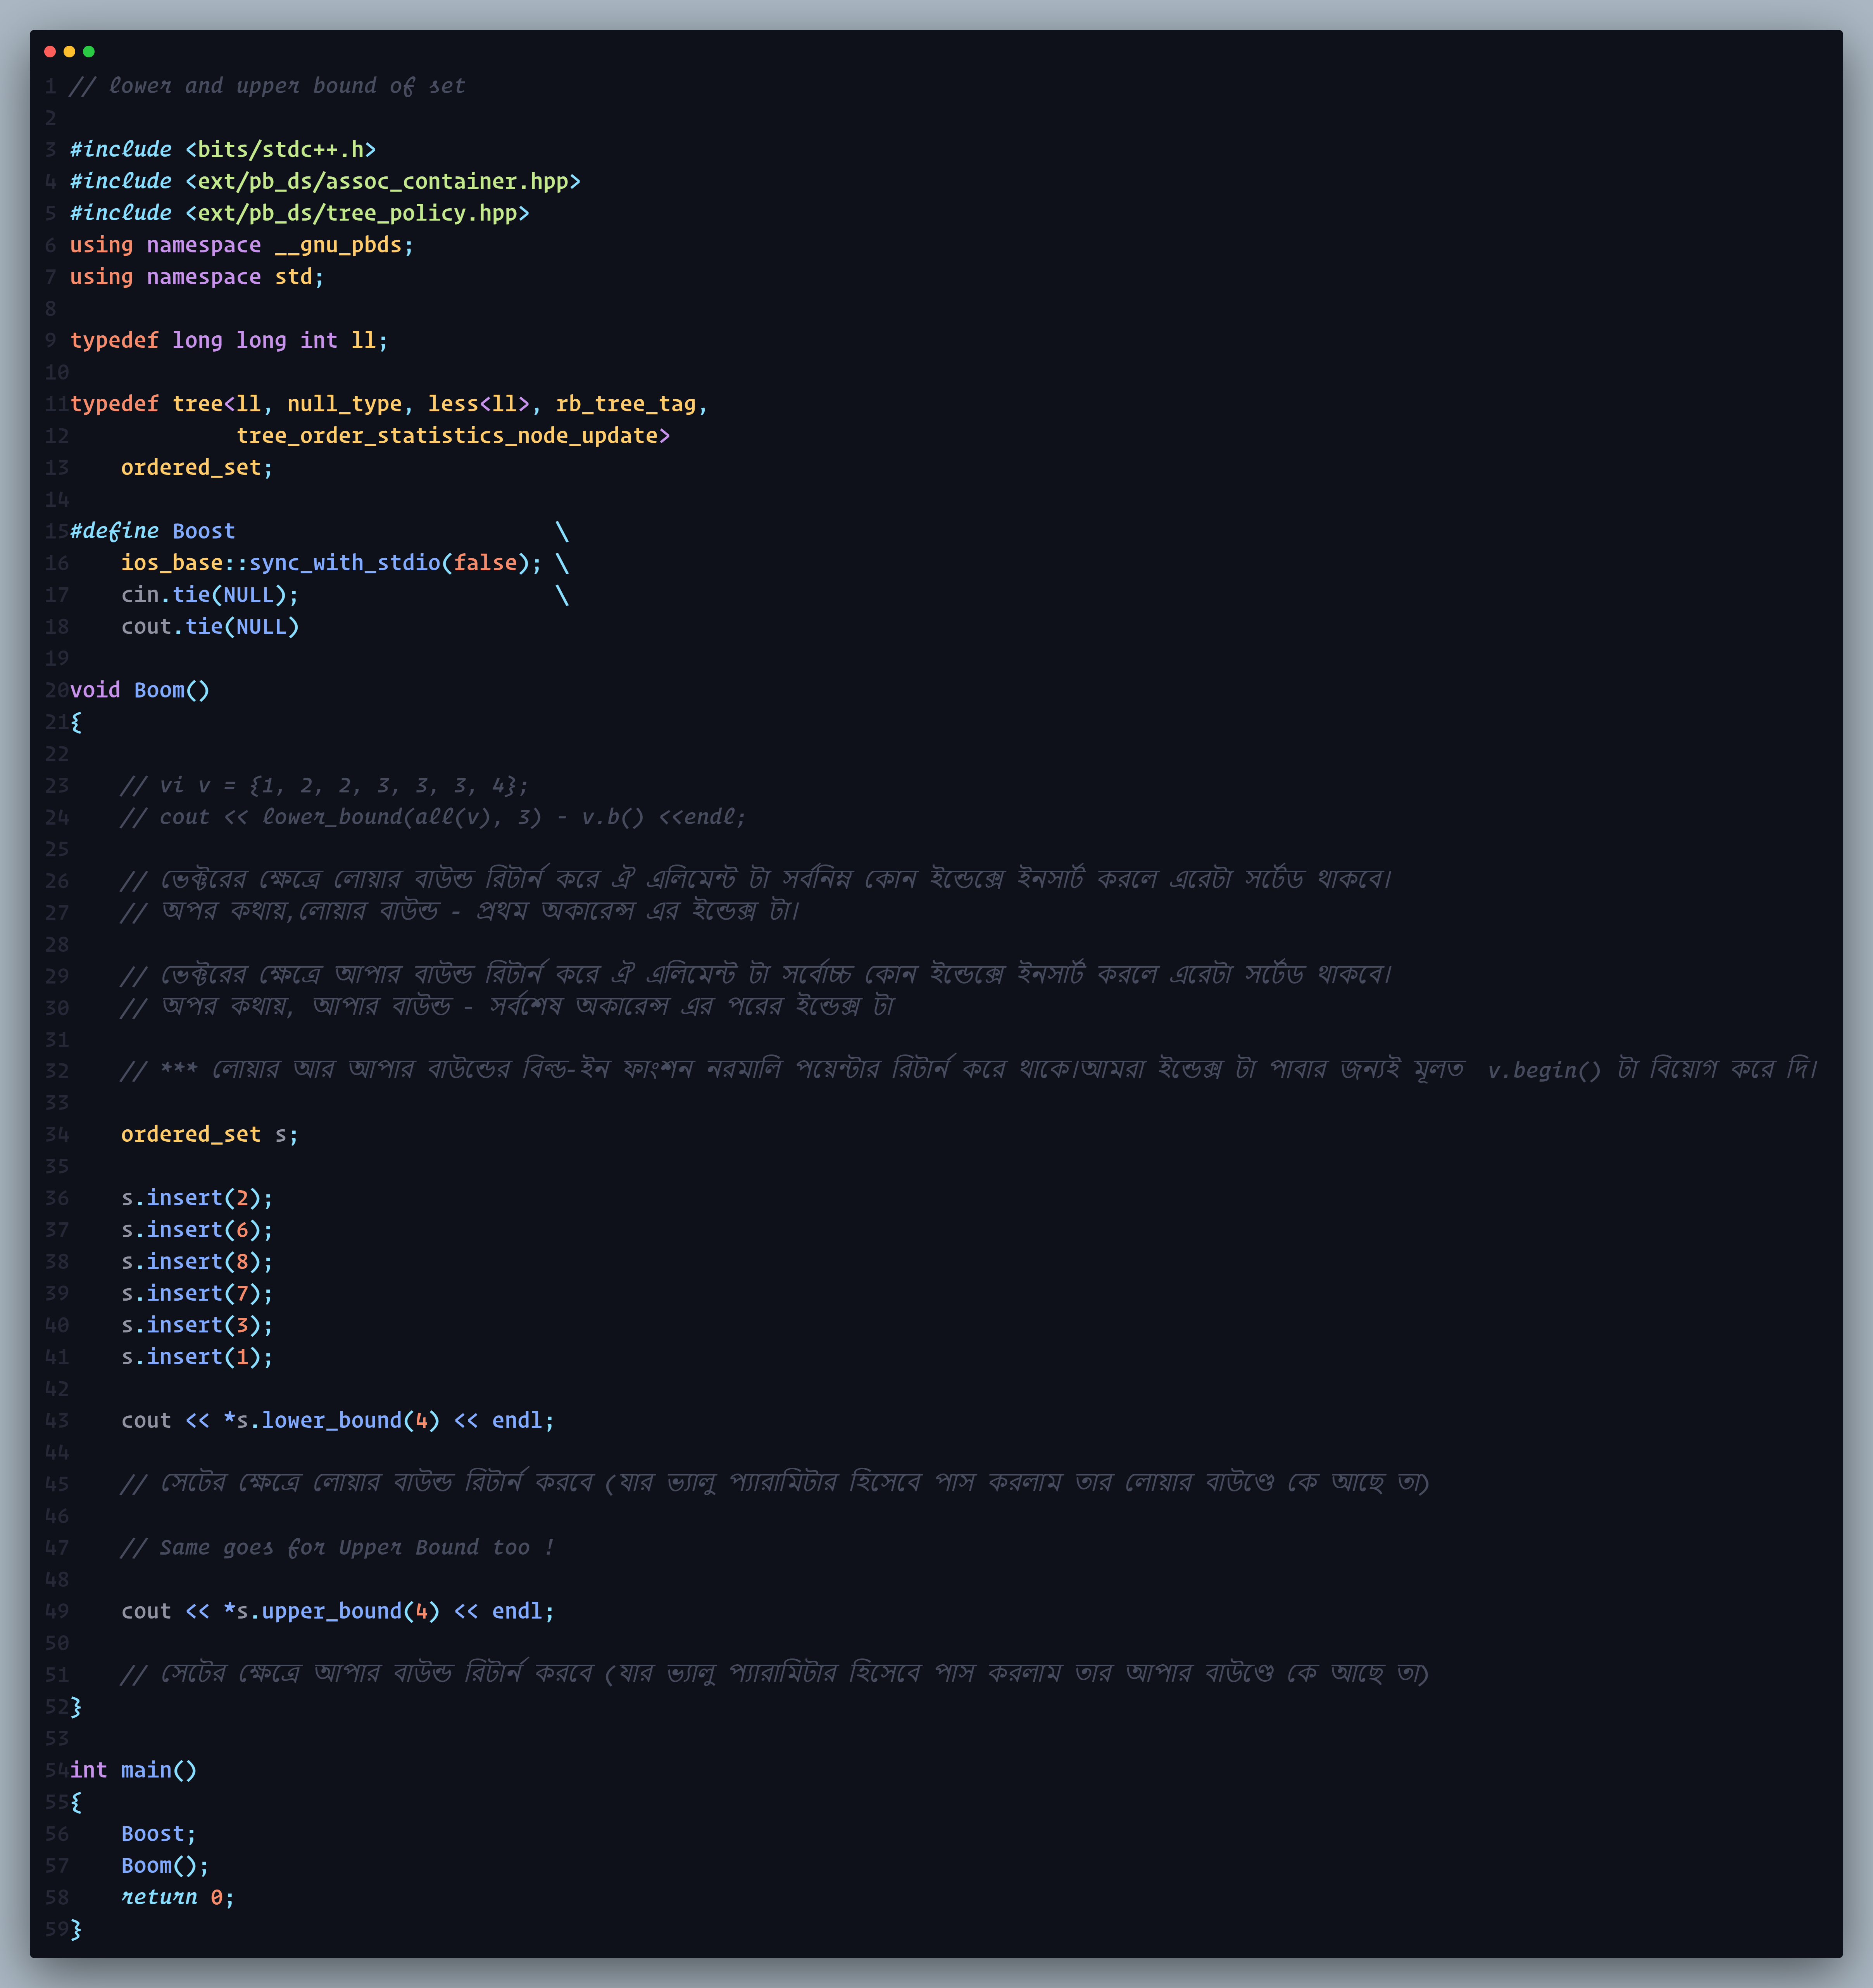 1 // lower and upper bound of set
2
3 #include <bits/stdc++.h>
4 #include <ext/pb_ds/assoc_container.hpp>
5 #include <ext/pb_ds/tree_policy.hpp>
6 using namespace __gnu_pbds;
7 using namespace std;
8
9 typedef long long int ll;
10
11 typedef tree<ll, null_type, less<ll>, rb_tree_tag,
12              tree_order_statistics_node_update>
13     ordered_set;
14
15 #define Boost                         \
16     ios_base::sync_with_stdio(false); \
17     cin.tie(NULL);                    \
18     cout.tie(NULL)
19
20 void Boom()
21 {
22
23     // vi v = {1, 2, 2, 3, 3, 3, 4};
24     // cout << lower_bound(all(v), 3) - v.b() <<endl;
25
26     // ভেক্টরের ক্ষেত্রে লোয়ার বাউন্ড রিটার্ন করে ঐ এলিমেন্ট টা সর্বনিম্ন কোন ইন্ডেক্সে ইনসার্ট করলে এরেটা সর্টেড থাকবে।
27     // অপর কথায়,লোয়ার বাউন্ড - প্রথম অকারেন্স এর ইন্ডেক্স টা।
28
29     // ভেক্টরের ক্ষেত্রে আপার বাউন্ড রিটার্ন করে ঐ এলিমেন্ট টা সর্বোচ্চ কোন ইন্ডেক্সে ইনসার্ট করলে এরেটা সর্টেড থাকবে।
30     // অপর কথায়, আপার বাউন্ড - সর্বশেষ অকারেন্স এর পরের ইন্ডেক্স টা
31
32     // *** লোয়ার আর আপার বাউন্ডের বিল্ড-ইন ফাংশন নরমালি পয়েন্টার রিটার্ন করে থাকে।আমরা ইন্ডেক্স টা পাবার জন্যই মূলত  v.begin() টা বিয়োগ করে দি।
33
34     ordered_set s;
35
36     s.insert(2);
37     s.insert(6);
38     s.insert(8);
39     s.insert(7);
40     s.insert(3);
41     s.insert(1);
42
43     cout << *s.lower_bound(4) << endl;
44
45     // সেটের ক্ষেত্রে লোয়ার বাউন্ড রিটার্ন করবে (যার ভ্যালু প্যারামিটার হিসেবে পাস করলাম তার লোয়ার বাউণ্ডে কে আছে তা)
46
47     // Same goes for Upper Bound too !
48
49     cout << *s.upper_bound(4) << endl;
50
51     // সেটের ক্ষেত্রে আপার বাউন্ড রিটার্ন করবে (যার ভ্যালু প্যারামিটার হিসেবে পাস করলাম তার আপার বাউণ্ডে কে আছে তা)
52 }
53
54 int main()
55 {
56     Boost;
57     Boom();
58     return 0;
59 }